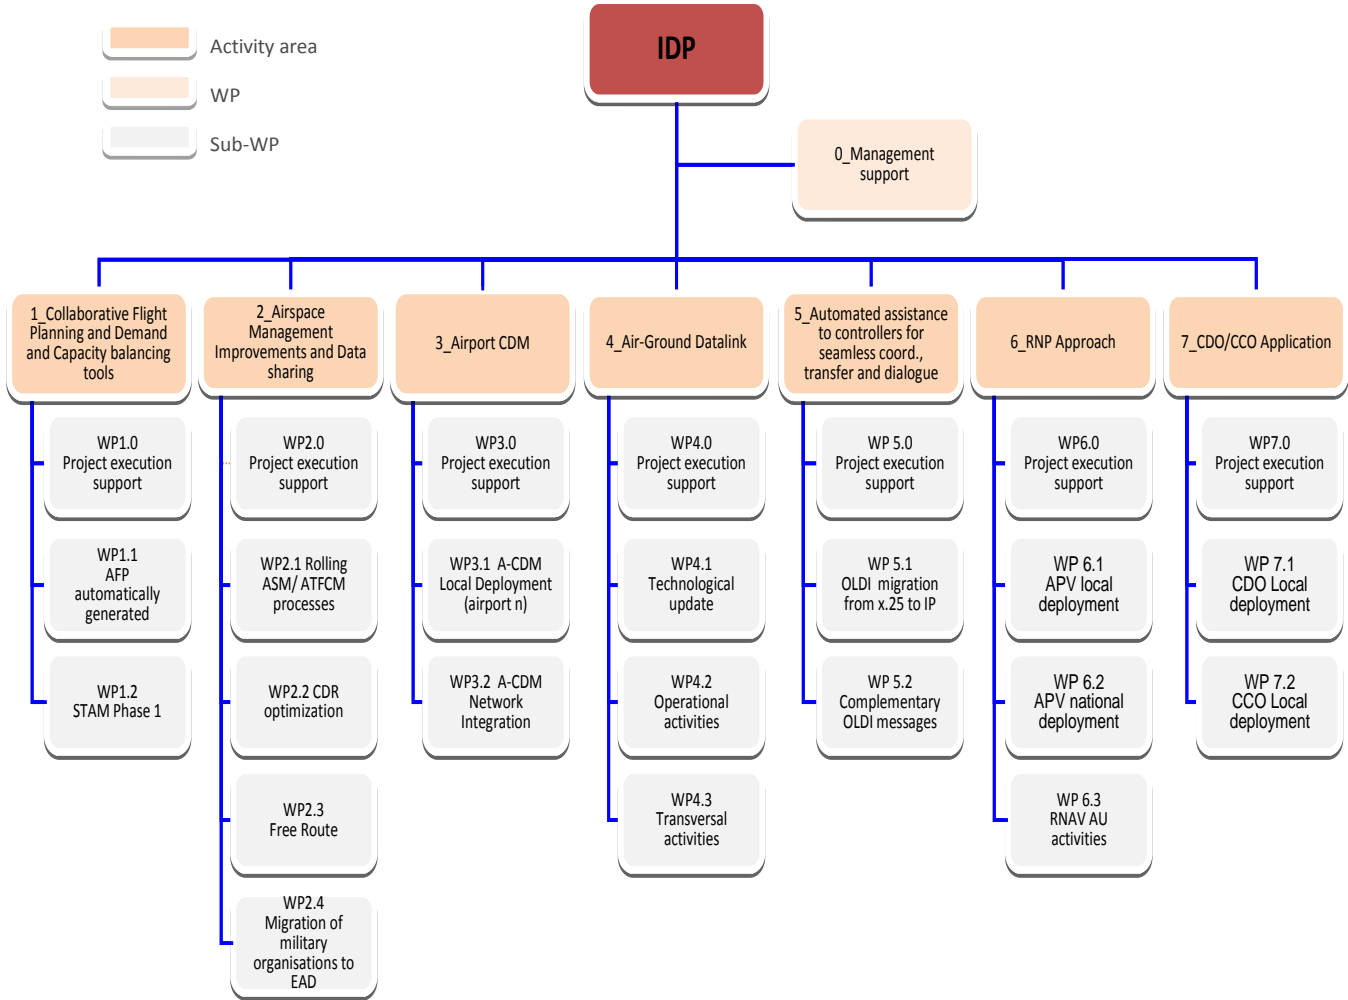 Activity area
WP
Sub-WP
IDP
0_Management
support
1_Collaborative Flight
Planning and Demand
and Capacity balancing
tools
2_Airspace
Management
Improvements and Data
sharing
3_Airport CDM
4_Air-Ground Datalink
5_Automated assistance
to controllers for
seamless coord.,
transfer and dialogue
6_RNP Approach
7_CDO/CCO Application
WP1.0
Project execution
support
WP1.1
AFP
automatically
generated
WP1.2
STAM Phase 1
WP2.0
Project execution
support
WP2.1 Rolling
ASM/ ATFCM
processes
WP2.2 CDR
optimization
WP2.3
Free Route
WP2.4
Migration of
military
organisations to
EAD
WP3.0
Project execution
support
WP3.1 A-CDM
Local Deployment
(airport n)
WP3.2 A-CDM
Network
Integration
WP4.0
Project execution
support
WP4.1
Technological
update
WP4.2
Operational
activities
WP4.3
Transversal
activities
WP 5.0
Project execution
support
WP 5.1
OLDI migration
from x.25 to IP
WP 5.2
Complementary
OLDI messages
WP6.0
Project execution
support
WP 6.1
APV local
deployment
WP 6.2
APV national
deployment
WP 6.3
RNAV AU
activities
WP7.0
Project execution
support
WP 7.1
CDO Local
deployment
WP 7.2
CCO Local
deployment